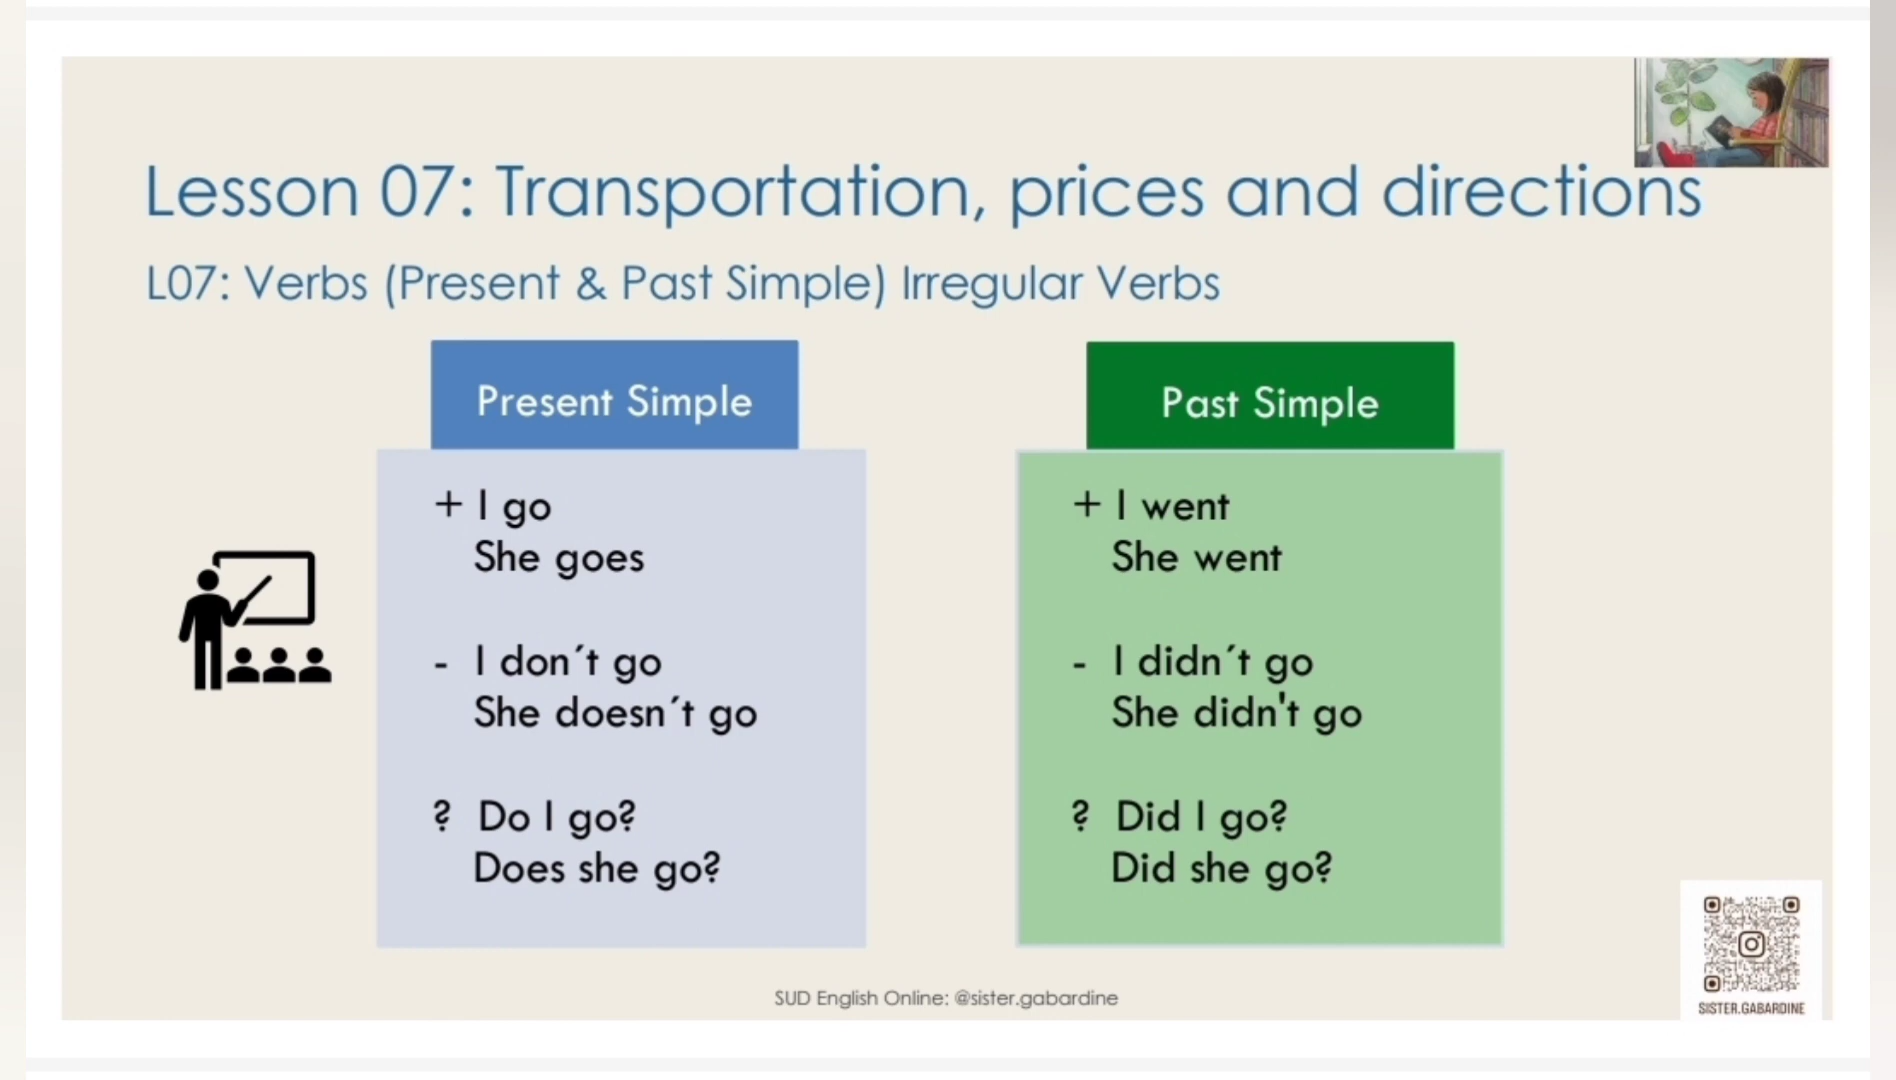 Lesson 07: Transportation, prices and directions
L07: Verbs (Present & Past Simple) Irregular Verbs
Present Simple
+ I go
She goes
- I don´t go
She doesn´t go
? Do I go?
Does she go?
Past Simple
+ I went
She went
- I didn´t go
She didn't go
? Did I go?
Did she go?
SUD English Online: @sister.gabardine
SISTER.GABARDINE